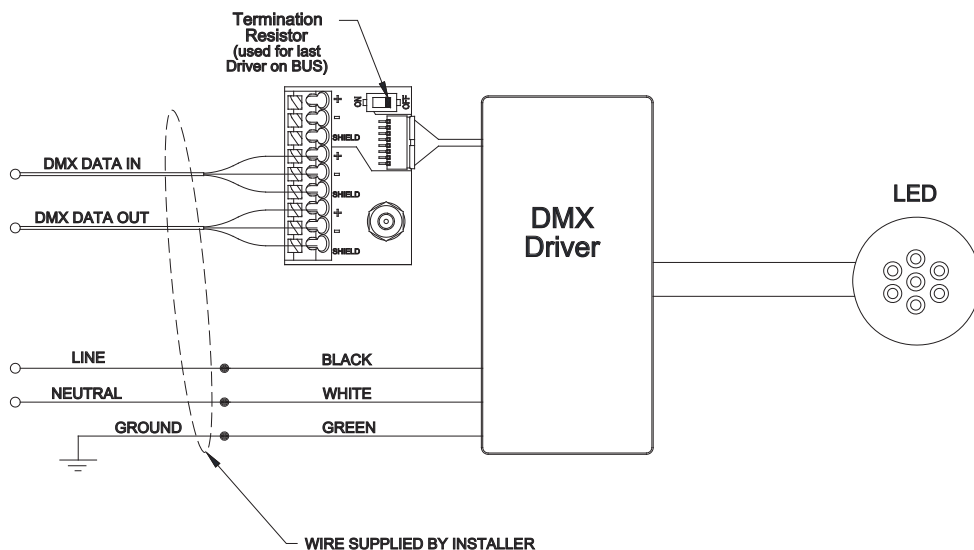 Termination
Resistor
(used for last
Driver on BUS)
ON
OFF
+
-
SHIELD
+
-
SHIELD
+
-
SHIELD
DMX DATA IN
DMX DATA OUT
DMX
Driver
LED
LINE
BLACK
NEUTRAL
WHITE
GROUND
GREEN
WIRE SUPPLIED BY INSTALLER